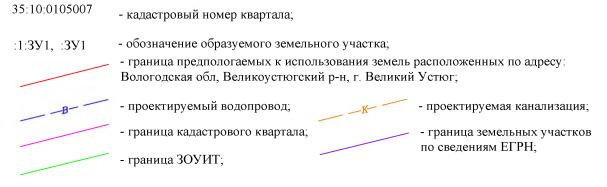 35:10:0105007 - кадастровый номер квартала;
:1:ЗУ1, :ЗУ1 - обозначение образуемого земельного участка;
- граница предпологаемых к использования земель расположенных по адресу:
Вологодская обл, Великоустюгский р-н, г. Великий Устюг;
В - проектируемый водопровод;
К - проектируемая канализация;
- граница кадастрового квартала;
- граница земельных участков
по сведениям ЕГРН;
- граница ЗОУИТ;